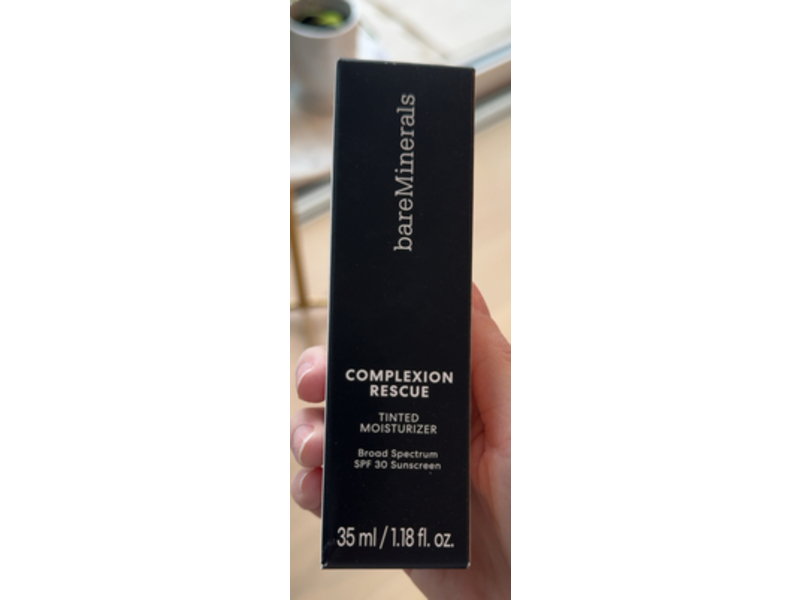 bareMinerals
COMPLEXION
RESCUE
TINTED
MOISTURIZER
Broad Spectrum
SPF 30 Sunscreen
35 ml / 1.18 fl. oz.